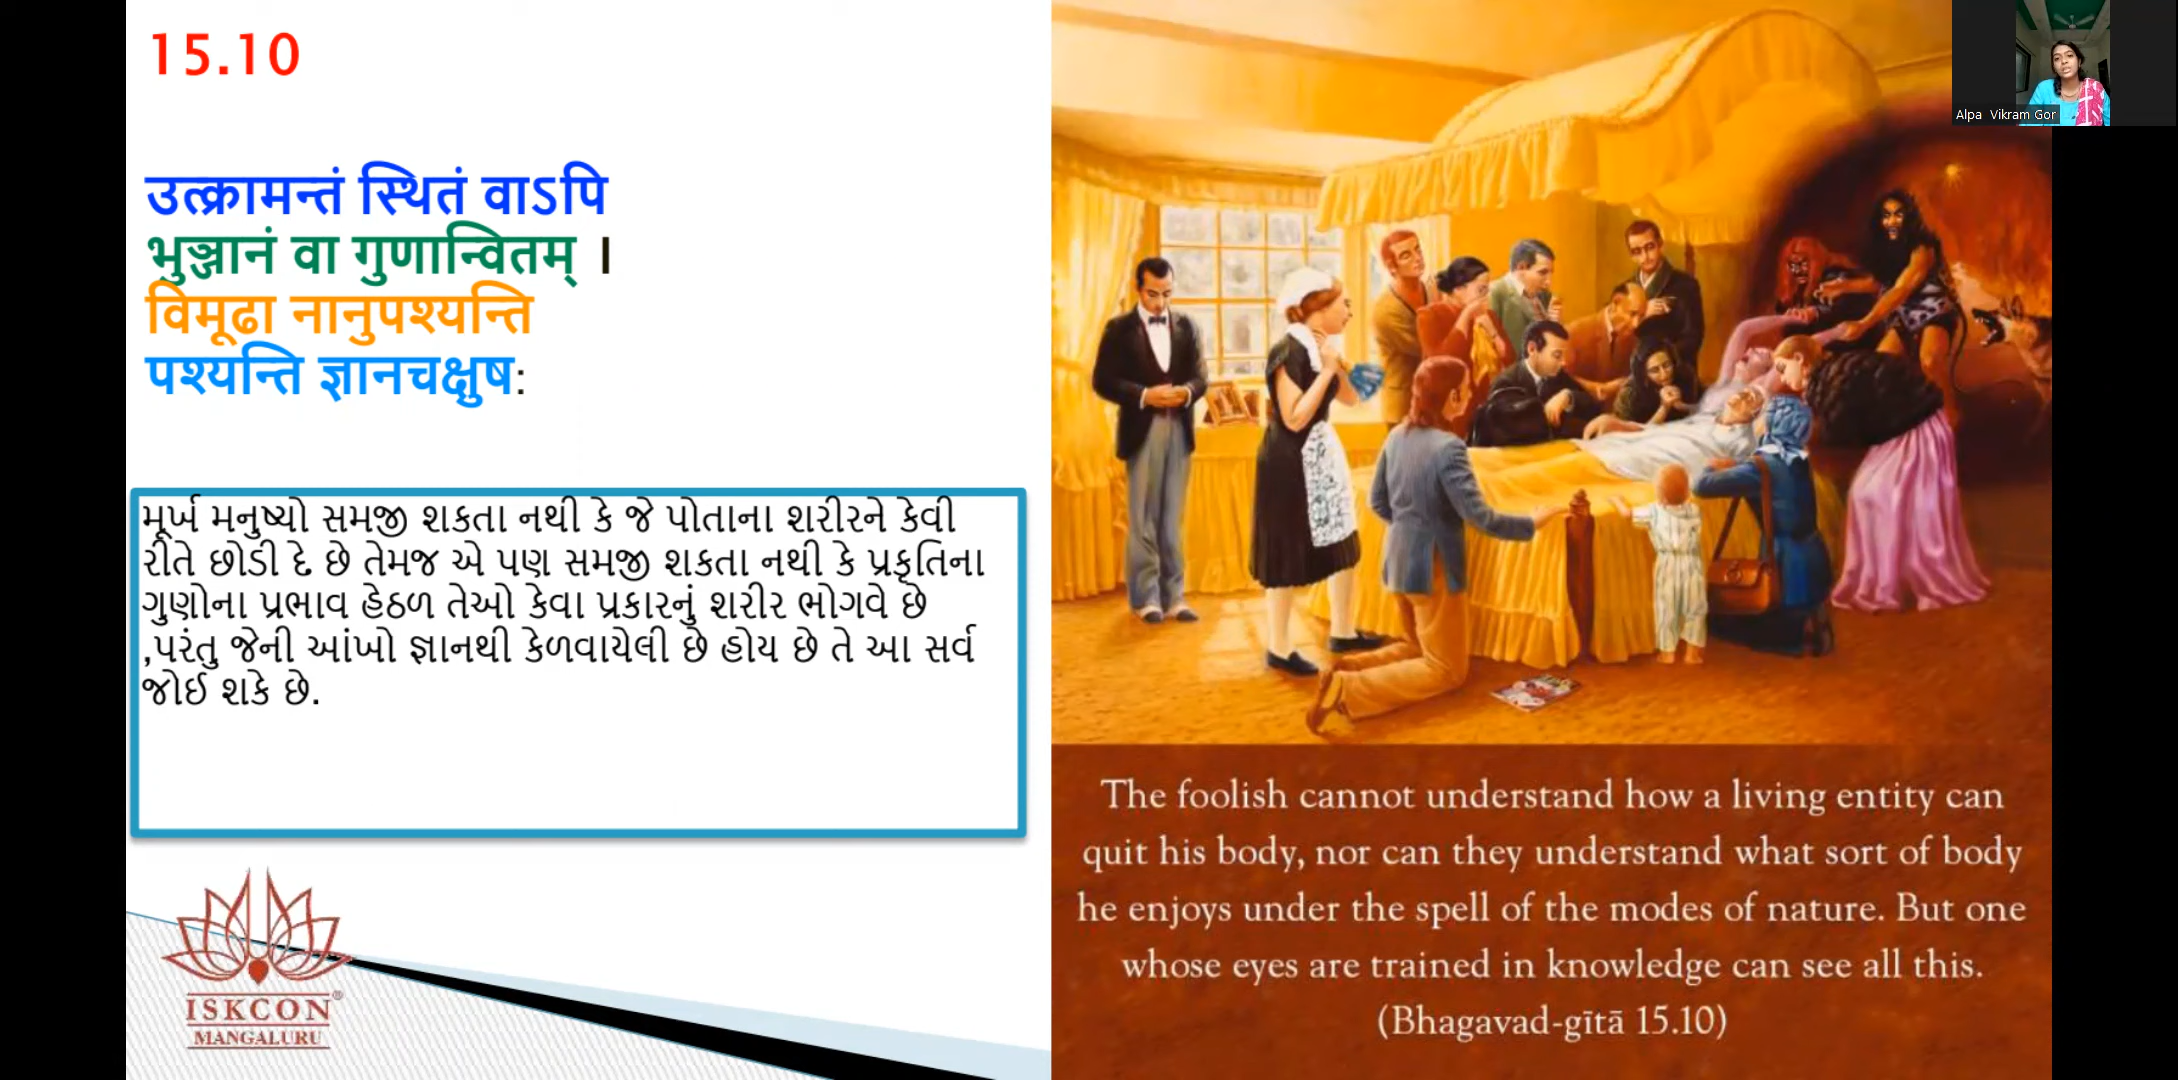 15.10
उत्क्रामन्तं स्थितं वाऽपि
भुञ्जानं वा गुणान्वितम् ।
विमूढा नानुपश्यन्ति
पश्यन्ति ज्ञानचक्षुष:
મૂર્ખ મનુષ્યો સમજી શકતા નથી કે જે પોતાના શરીરને કેવી
રીતે છોડી દે છે તેમજ એ પણ સમજી શકતા નથી કે પ્રકૃતિના
ગુણોના પ્રભાવ હેઠળ તેઓ કેવા પ્રકારનું શરીર ભોગવે છે
,પરંતુ જેની આંખો જ્ઞાનથી કેળવાયેલી છે હોય છે તે આ સર્વ
જોઈ શકે છે.
ISKCON®
MANGALURU
Alpa Vikram Gor
The foolish cannot understand how a living entity can
quit his body, nor can they understand what sort of body
he enjoys under the spell of the modes of nature. But one
whose eyes are trained in knowledge can see all this.
(Bhagavad-gītā 15.10)